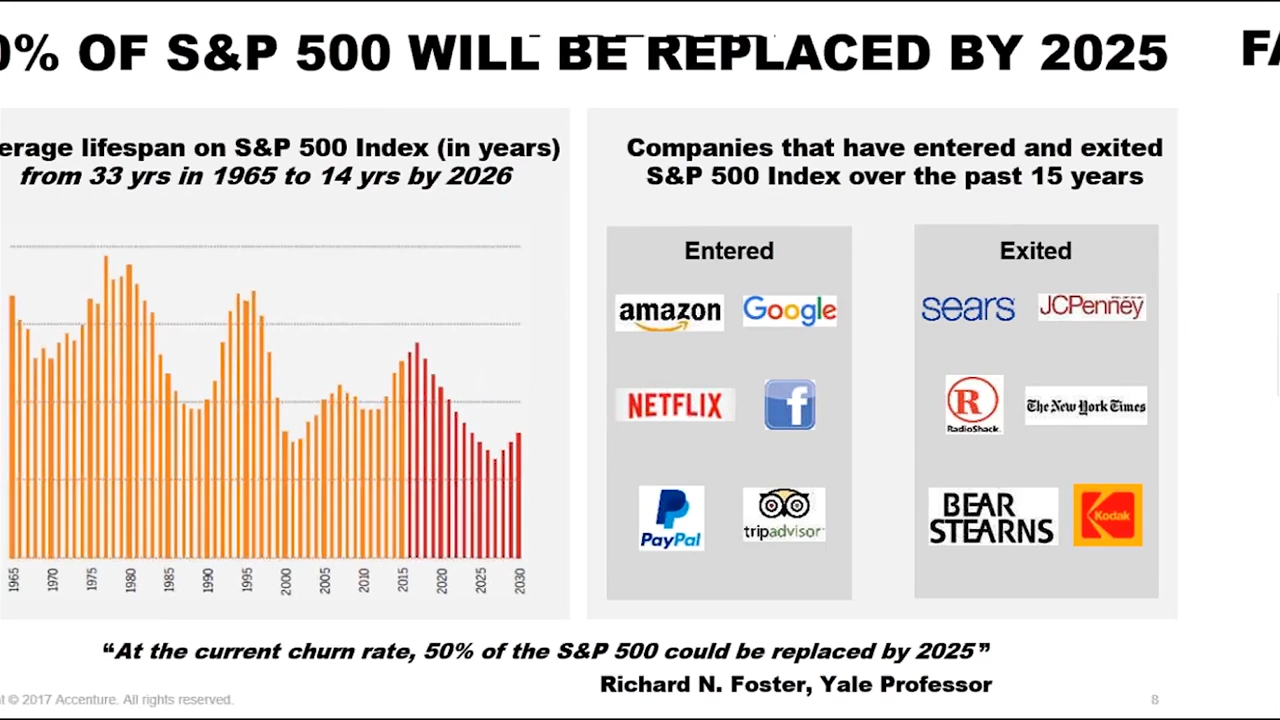 0% OF S&P 500 WILL BE REPLACED BY 2025
FA
erage lifespan on S&P 500 Index (in years)
from 33 yrs in 1965 to 14 yrs by 2026
1965 1970 1975 1980 1985 1990 1995 2000 2005 2010 2015 2020 2025 2030
Companies that have entered and exited
S&P 500 Index over the past 15 years
Entered
amazon Google
NETFLIX f
PayPal tripadvisor
Exited
sears JCPenney
R
RadioShack. The New York Times
BEAR
STEARNS Kodak
“At the current churn rate, 50% of the S&P 500 could be replaced by 2025”
Richard N. Foster, Yale Professor
t © 2017 Accenture. All rights reserved.
8